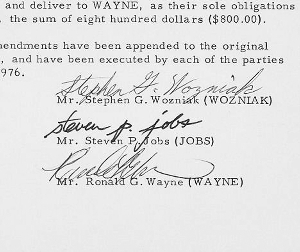 and deliver to WAYNE, as their sole obligations
, the sum of eight hundred dollars ($800.00).
mendments have been appended to the original
, and have been executed by each of the parties
976.
Stephen G. Wozniak
Mr. Stephen G. Wozniak (WOZNIAK)
steven p. jobs
Mr. Steven P. Jobs (JOBS)
Mr. Ronald G. Wayne (WAYNE)